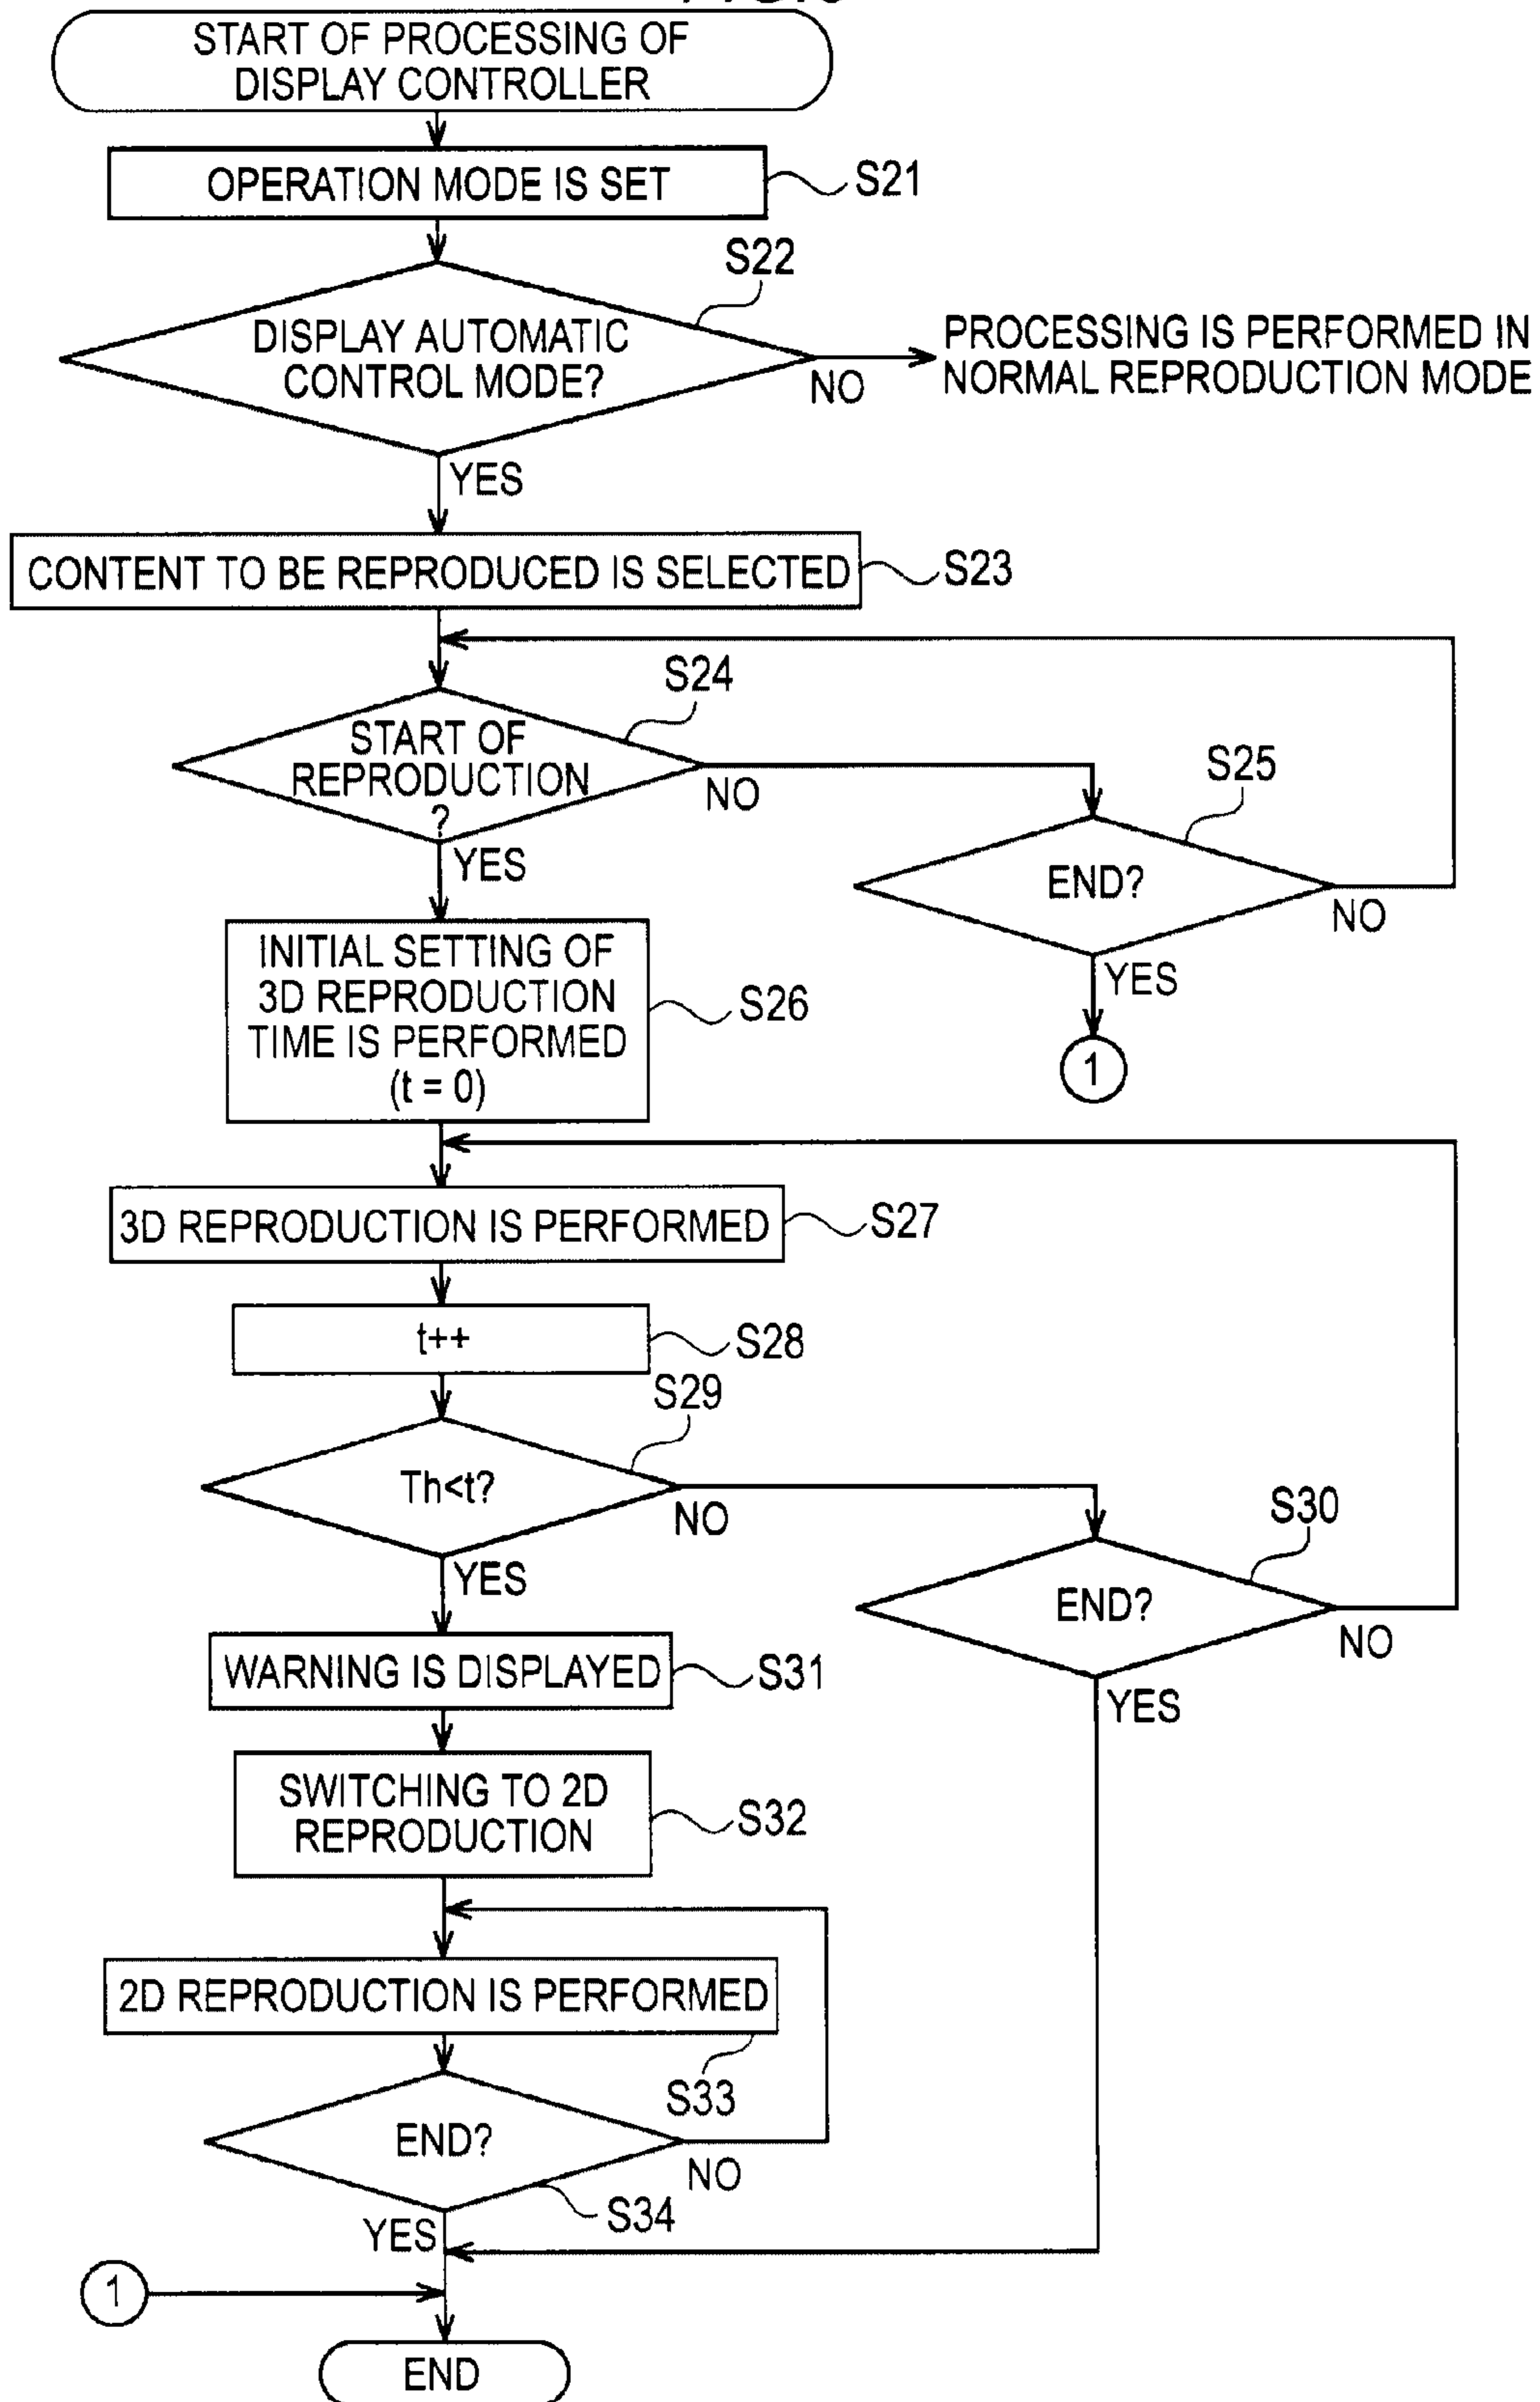 START OF PROCESSING OF
DISPLAY CONTROLLER
OPERATION MODE IS SET
S21
S22
DISPLAY AUTOMATIC
CONTROL MODE?
NO
PROCESSING IS PERFORMED IN
NORMAL REPRODUCTION MODE
YES
CONTENT TO BE REPRODUCED IS SELECTED
S23
S24
START OF
REPRODUCTION
?
NO
YES
S25
END?
NO
YES
1
INITIAL SETTING OF
3D REPRODUCTION
TIME IS PERFORMED
(t = 0)
S26
3D REPRODUCTION IS PERFORMED
S27
t++
S28
S29
Th<t?
NO
YES
S30
END?
NO
YES
WARNING IS DISPLAYED
S31
SWITCHING TO 2D
REPRODUCTION
S32
2D REPRODUCTION IS PERFORMED
S33
END?
NO
S34
YES
1
END